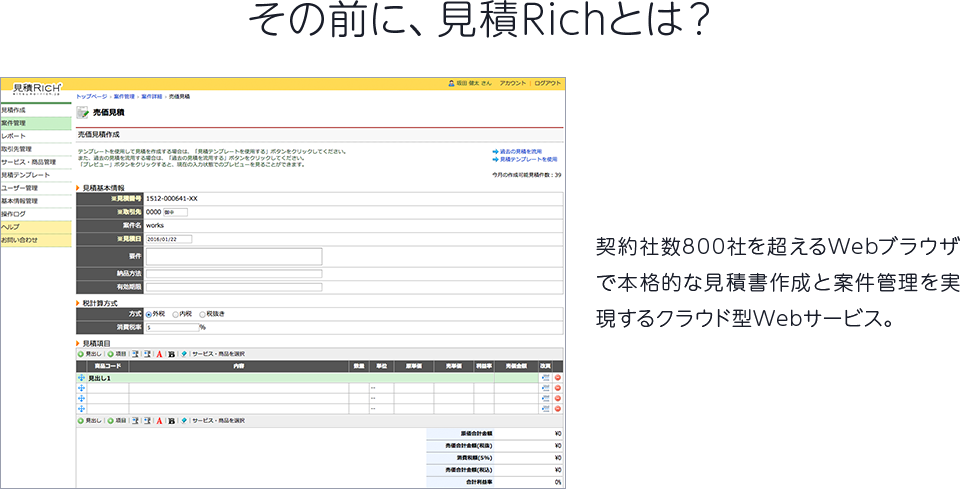 その前に、見積Richとは？
見積RICH
坂田 健太 さん アカウント | ログアウト
トップページ › 案件管理 › 案件詳細 › 売価見積
見積作成
案件管理
レポート
取引先管理
サービス・商品管理
見積テンプレート
ユーザー管理
基本情報管理
操作ログ
ヘルプ
お問い合わせ
売価見積
売価見積作成
テンプレートを使用して見積を作成する場合は、「見積テンプレートを使用する」ボタンをクリックしてください。
また、過去の見積を流用する場合は、「過去の見積を流用する」ボタンをクリックしてください。
「プレビュー」ボタンをクリックすると、現在の入力状態でのプレビューを見ることができます。
過去の見積を流用
見積テンプレートを使用
今月の作成可能見積件数：39
見積基本情報
※見積番号 1512-000641-XX
※取引先 0000 御中
案件名 works
※見積日 2016/01/22
要件
納品方法
有効期限
税計算方式
方式 外税 内税 税抜き
消費税率 5 %
見積項目
見出し | 項目 | A | B | サービス・商品を選択
商品コード 内容 数量 単位 原単価 売単価 利益率 売価金額 改頁
見出し1
--
--
--
見出し | 項目 | A | B | サービス・商品を選択
原価合計金額 ¥0
売価合計金額(税抜) ¥0
消費税額(5%) ¥0
売価合計金額(税込) ¥0
合計利益率 0%
契約社数800社を超えるWebブラウザ
で本格的な見積書作成と案件管理を実
現するクラウド型Webサービス。